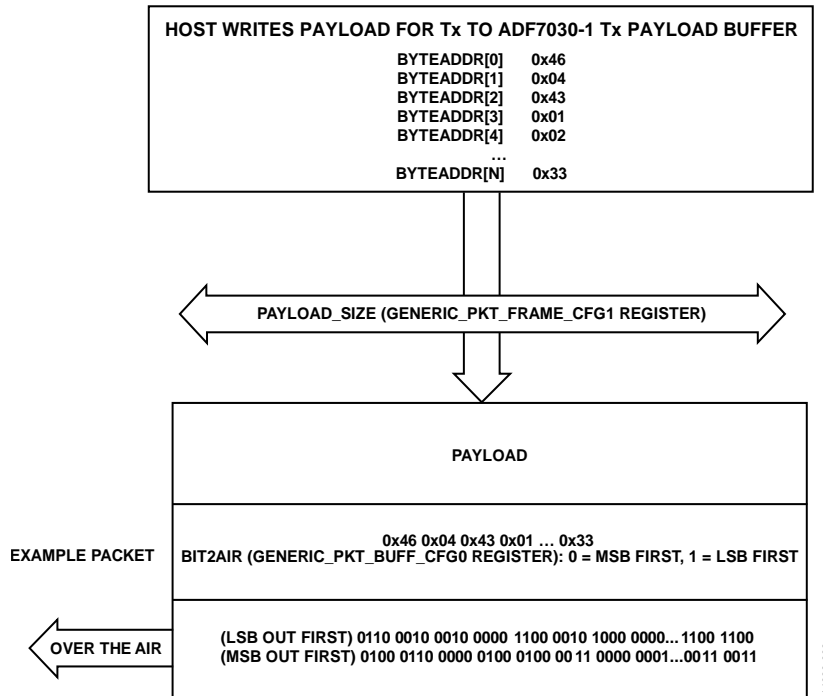 HOST WRITES PAYLOAD FOR Tx TO ADF7030-1 Tx PAYLOAD BUFFER
BYTEADDR[0] 0x46
BYTEADDR[1] 0x04
BYTEADDR[2] 0x43
BYTEADDR[3] 0x01
BYTEADDR[4] 0x02
...
BYTEADDR[N] 0x33
PAYLOAD_SIZE (GENERIC_PKT_FRAME_CFG1 REGISTER)
PAYLOAD
EXAMPLE PACKET
0x46 0x04 0x43 0x01 ... 0x33
BIT2AIR (GENERIC_PKT_BUFF_CFG0 REGISTER): 0 = MSB FIRST, 1 = LSB FIRST
OVER THE AIR
(LSB OUT FIRST) 0110 0010 0010 0000 1100 0010 1000 0000... 1100 1100
(MSB OUT FIRST) 0100 0110 0000 0100 0100 0011 0000 0001...0011 0011